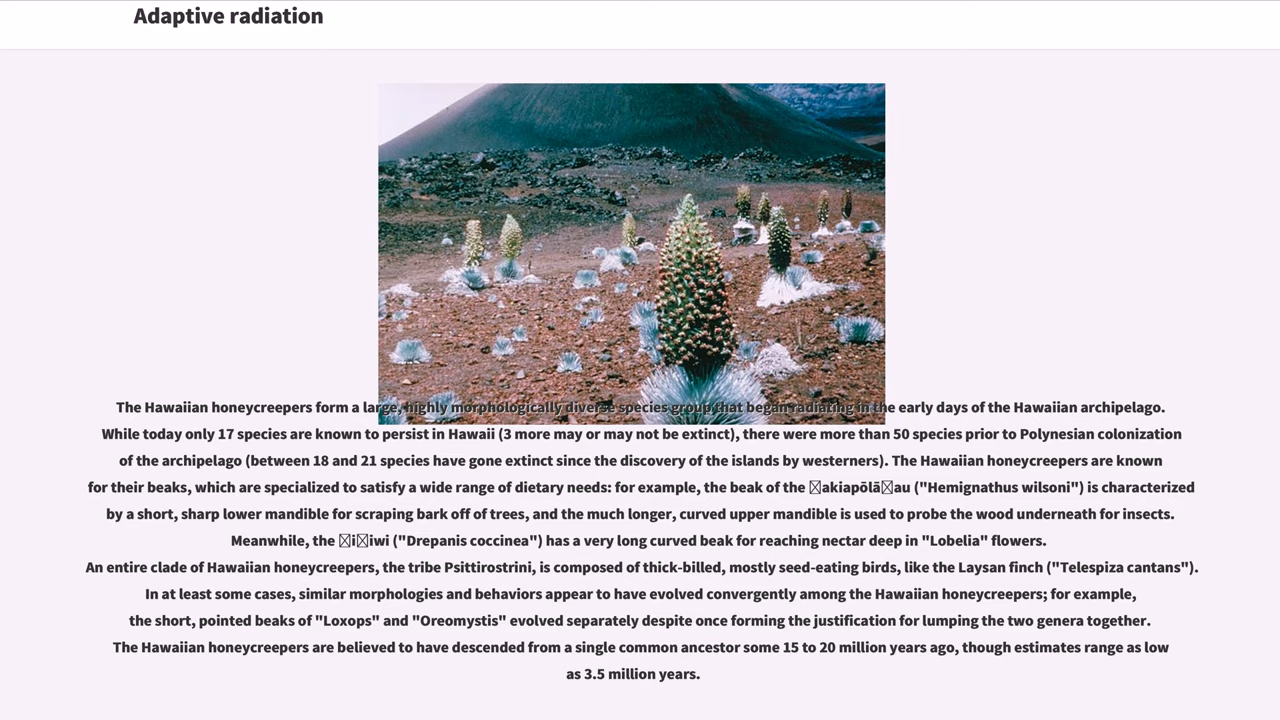 Adaptive radiation
The Hawaiian honeycreepers form a large, highly morphologically diverse species group that began radiating in the early days of the Hawaiian archipelago.
While today only 17 species are known to persist in Hawaii (3 more may or may not be extinct), there were more than 50 species prior to Polynesian colonization
of the archipelago (between 18 and 21 species have gone extinct since the discovery of the islands by westerners). The Hawaiian honeycreepers are known
for their beaks, which are specialized to satisfy a wide range of dietary needs: for example, the beak of the □akiapōlā□au ("Hemignathus wilsoni") is characterized
by a short, sharp lower mandible for scraping bark off of trees, and the much longer, curved upper mandible is used to probe the wood underneath for insects.
Meanwhile, the □i□iwi ("Drepanis coccinea") has a very long curved beak for reaching nectar deep in "Lobelia" flowers.
An entire clade of Hawaiian honeycreepers, the tribe Psittirostrini, is composed of thick-billed, mostly seed-eating birds, like the Laysan finch ("Telespiza cantans").
In at least some cases, similar morphologies and behaviors appear to have evolved convergently among the Hawaiian honeycreepers; for example,
the short, pointed beaks of "Loxops" and "Oreomystis" evolved separately despite once forming the justification for lumping the two genera together.
The Hawaiian honeycreepers are believed to have descended from a single common ancestor some 15 to 20 million years ago, though estimates range as low
as 3.5 million years.